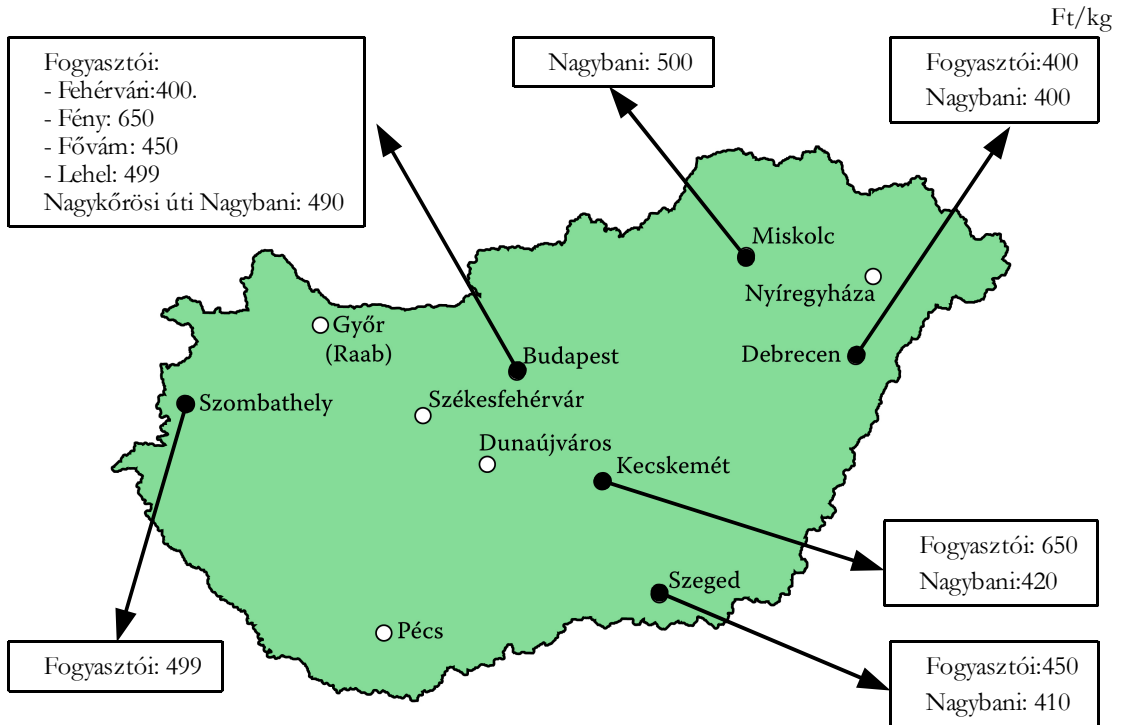 Ft/kg
Fogyasztói:
- Fehérvári:400.
- Fény: 650
- Fővám: 450
- Lehel: 499
Nagykőrösi úti Nagybani: 490
Nagybani: 500
Fogyasztói:400
Nagybani: 400
Miskolc
Nyíregyháza
Győr
(Raab)
Budapest
Debrecen
Szombathely
Székesfehérvár
Dunaújváros
Kecskemét
Fogyasztói: 650
Nagybani:420
Szeged
Pécs
Fogyasztói: 499
Fogyasztói:450
Nagybani: 410